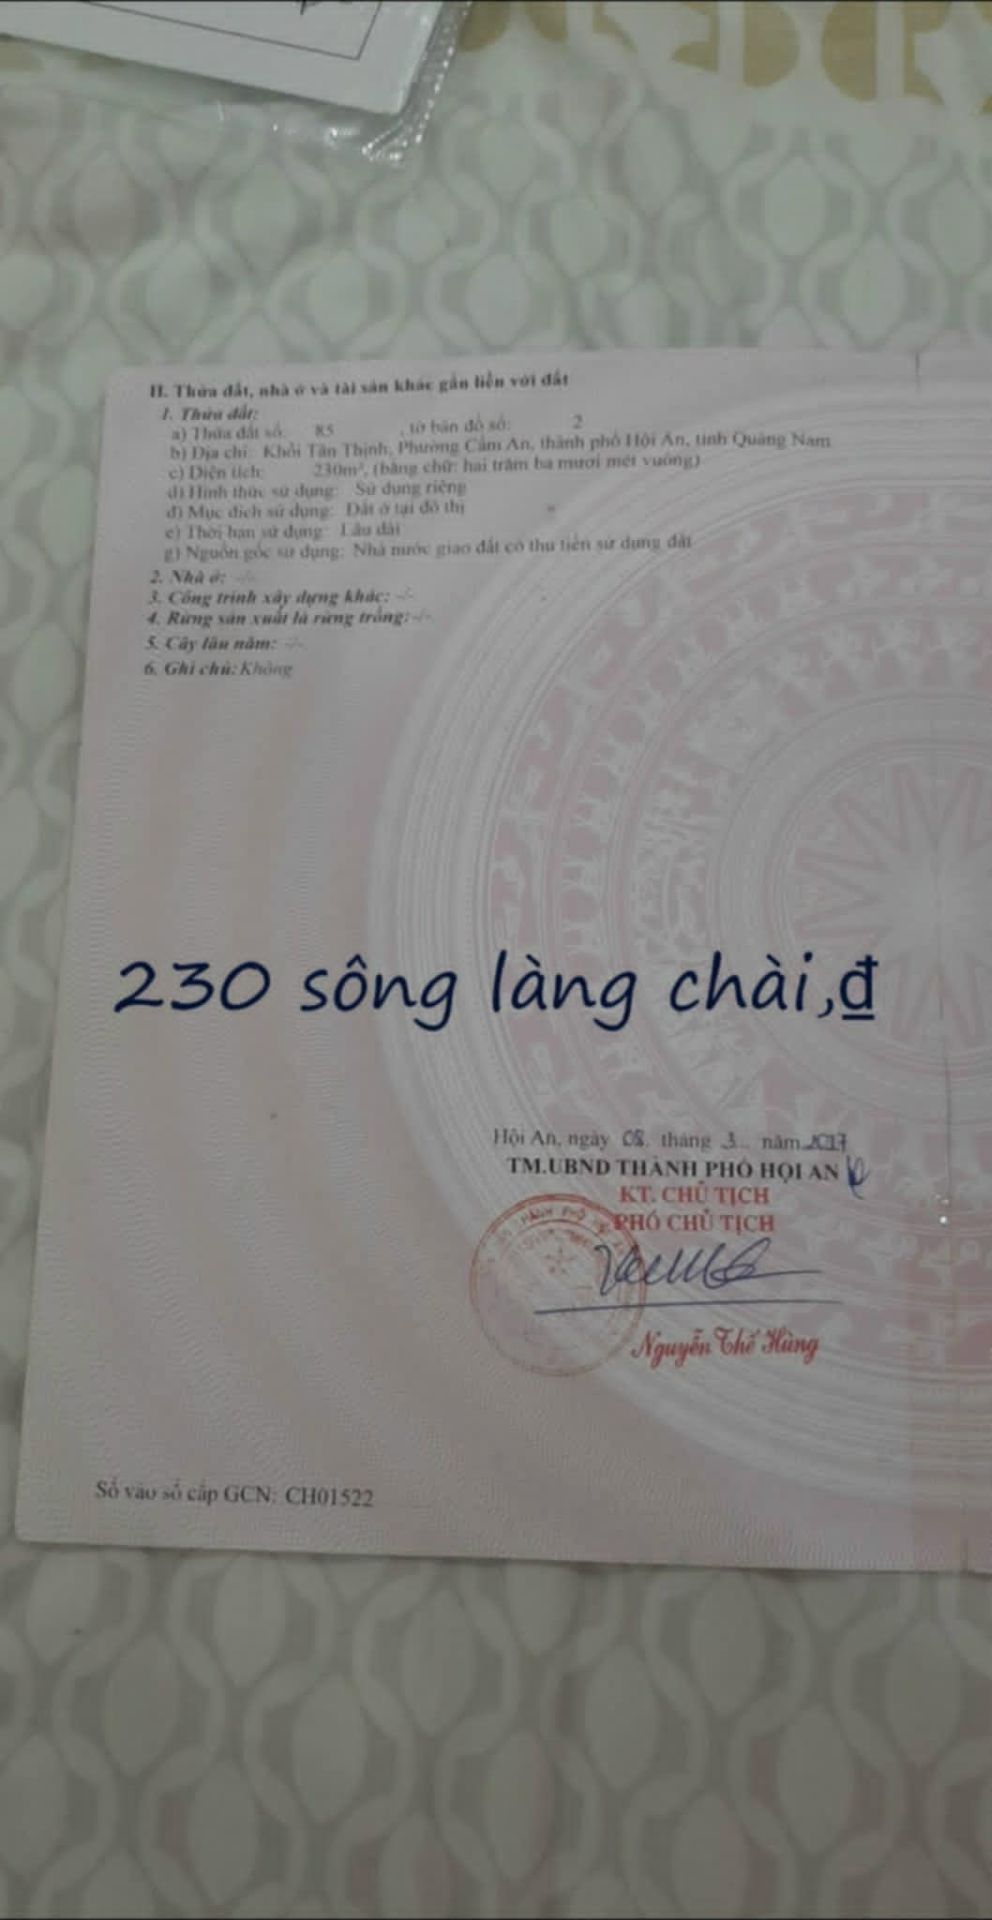 II. Thửa đất, nhà ở và tài sản khác gắn liền với đất
1. Thửa đất:
a) Thửa đất số: 85 , tờ bản đồ số: 2
b) Địa chỉ: Khối Tân Thịnh, Phường Cẩm An, thành phố Hội An, tỉnh Quảng Nam
c) Diện tích: 230m², (bằng chữ: hai trăm ba mươi mét vuông)
d) Hình thức sử dụng: Sử dụng riêng
đ) Mục đích sử dụng: Đất ở tại đô thị
e) Thời hạn sử dụng: Lâu dài
g) Nguồn gốc sử dụng: Nhà nước giao đất có thu tiền sử dụng đất
2. Nhà ở: -/-
3. Công trình xây dựng khác: -/-
4. Rừng sản xuất là rừng trồng: -/-
5. Cây lâu năm: -/-
6. Ghi chú: Không
230 sông làng chài,₫
Hội An, ngày 08. tháng 3.. năm.2017
TM.UBND THÀNH PHỐ HỘI AN
KT. CHỦ TỊCH
PHÓ CHỦ TỊCH
Nguyễn Thế Hùng
Số vào sổ cấp GCN: CH01522